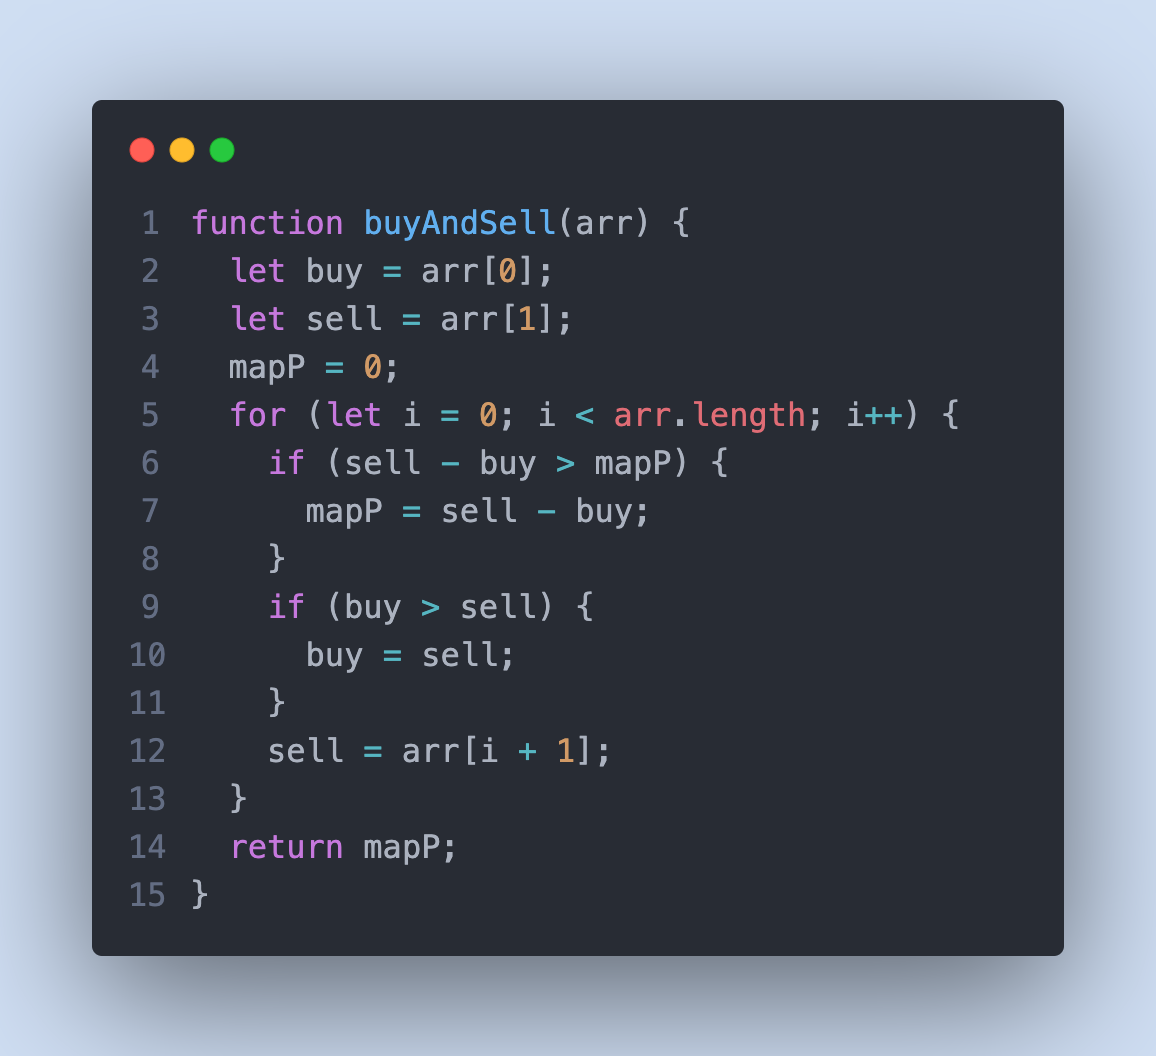 1 function buyAndSell(arr) {
2   let buy = arr[0];
3   let sell = arr[1];
4   mapP = 0;
5   for (let i = 0; i < arr.length; i++) {
6     if (sell - buy > mapP) {
7       mapP = sell - buy;
8     }
9     if (buy > sell) {
10       buy = sell;
11     }
12     sell = arr[i + 1];
13   }
14   return mapP;
15 }